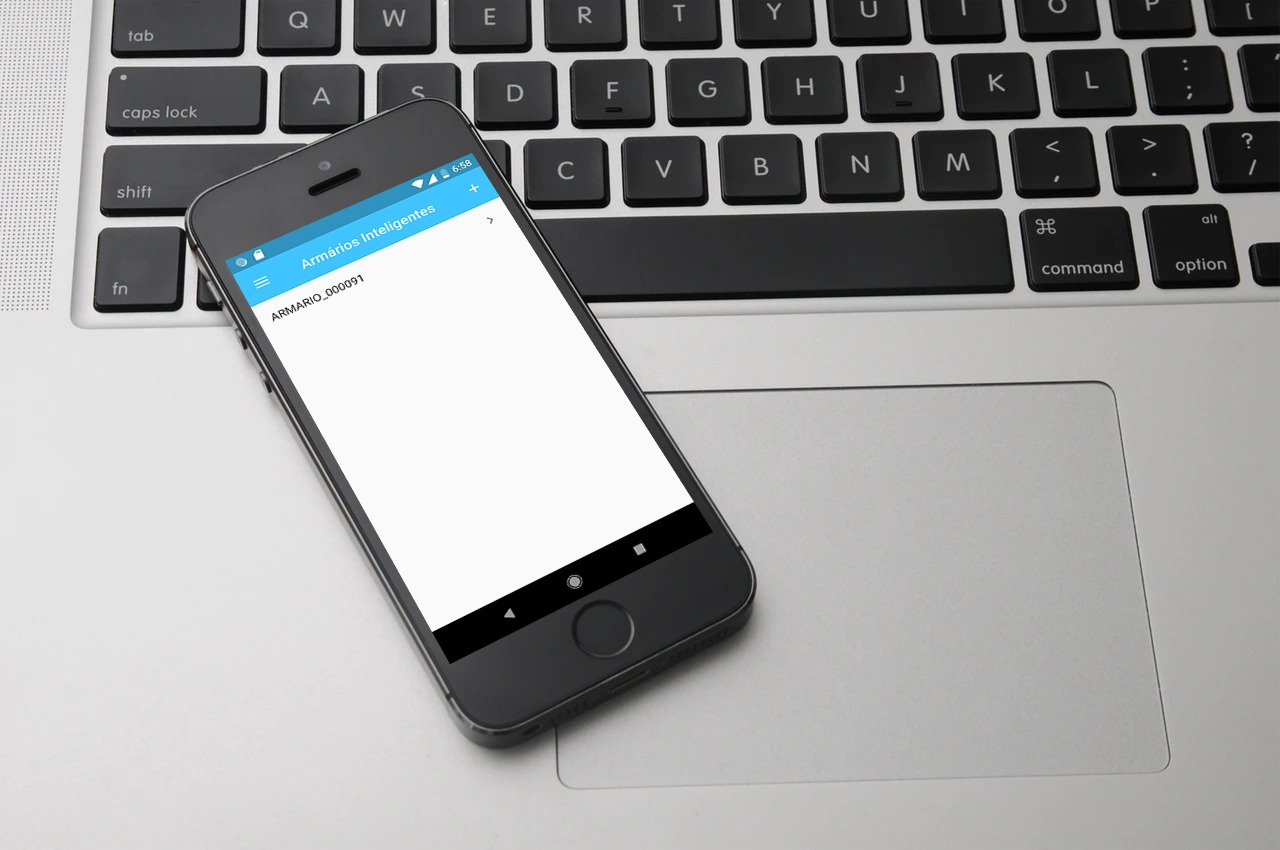 tab Q W E R T Y U I O P [
caps lock A S D F G H J K L : ;
shift C V B N M < , > . ? /
fn ⌘ command alt option
6:58
Armários Inteligentes +
ARMARIO_000091 >